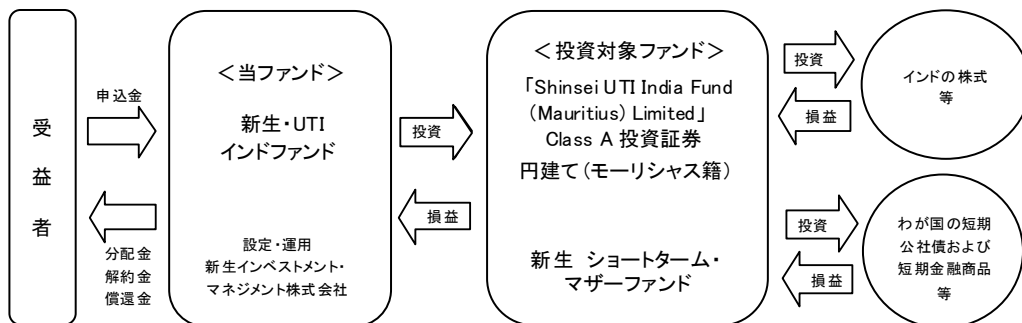 受益者
申込金
分配金
解約金
償還金
＜当ファンド＞
新生・UTI
インドファンド
設定・運用
新生インベストメント・
マネジメント株式会社
投資
損益
＜投資対象ファンド＞
「Shinsei UTI India Fund
(Mauritius) Limited」
Class A 投資証券
円建て(モーリシャス籍)
新生 ショートターム・
マザーファンド
投資
損益
インドの株式
等
投資
損益
わが国の短期
公社債および
短期金融商品
等